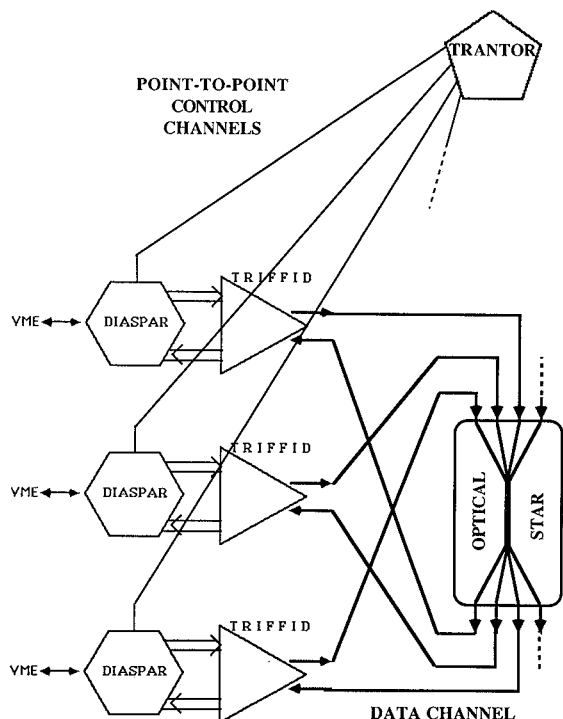 TRANTOR
POINT-TO-POINT
CONTROL
CHANNELS
TRIFFID
VME
DIASPAR
TRIFFID
VME
DIASPAR
OPTICAL
STAR
TRIFFID
VME
DIASPAR
DATA CHANNEL